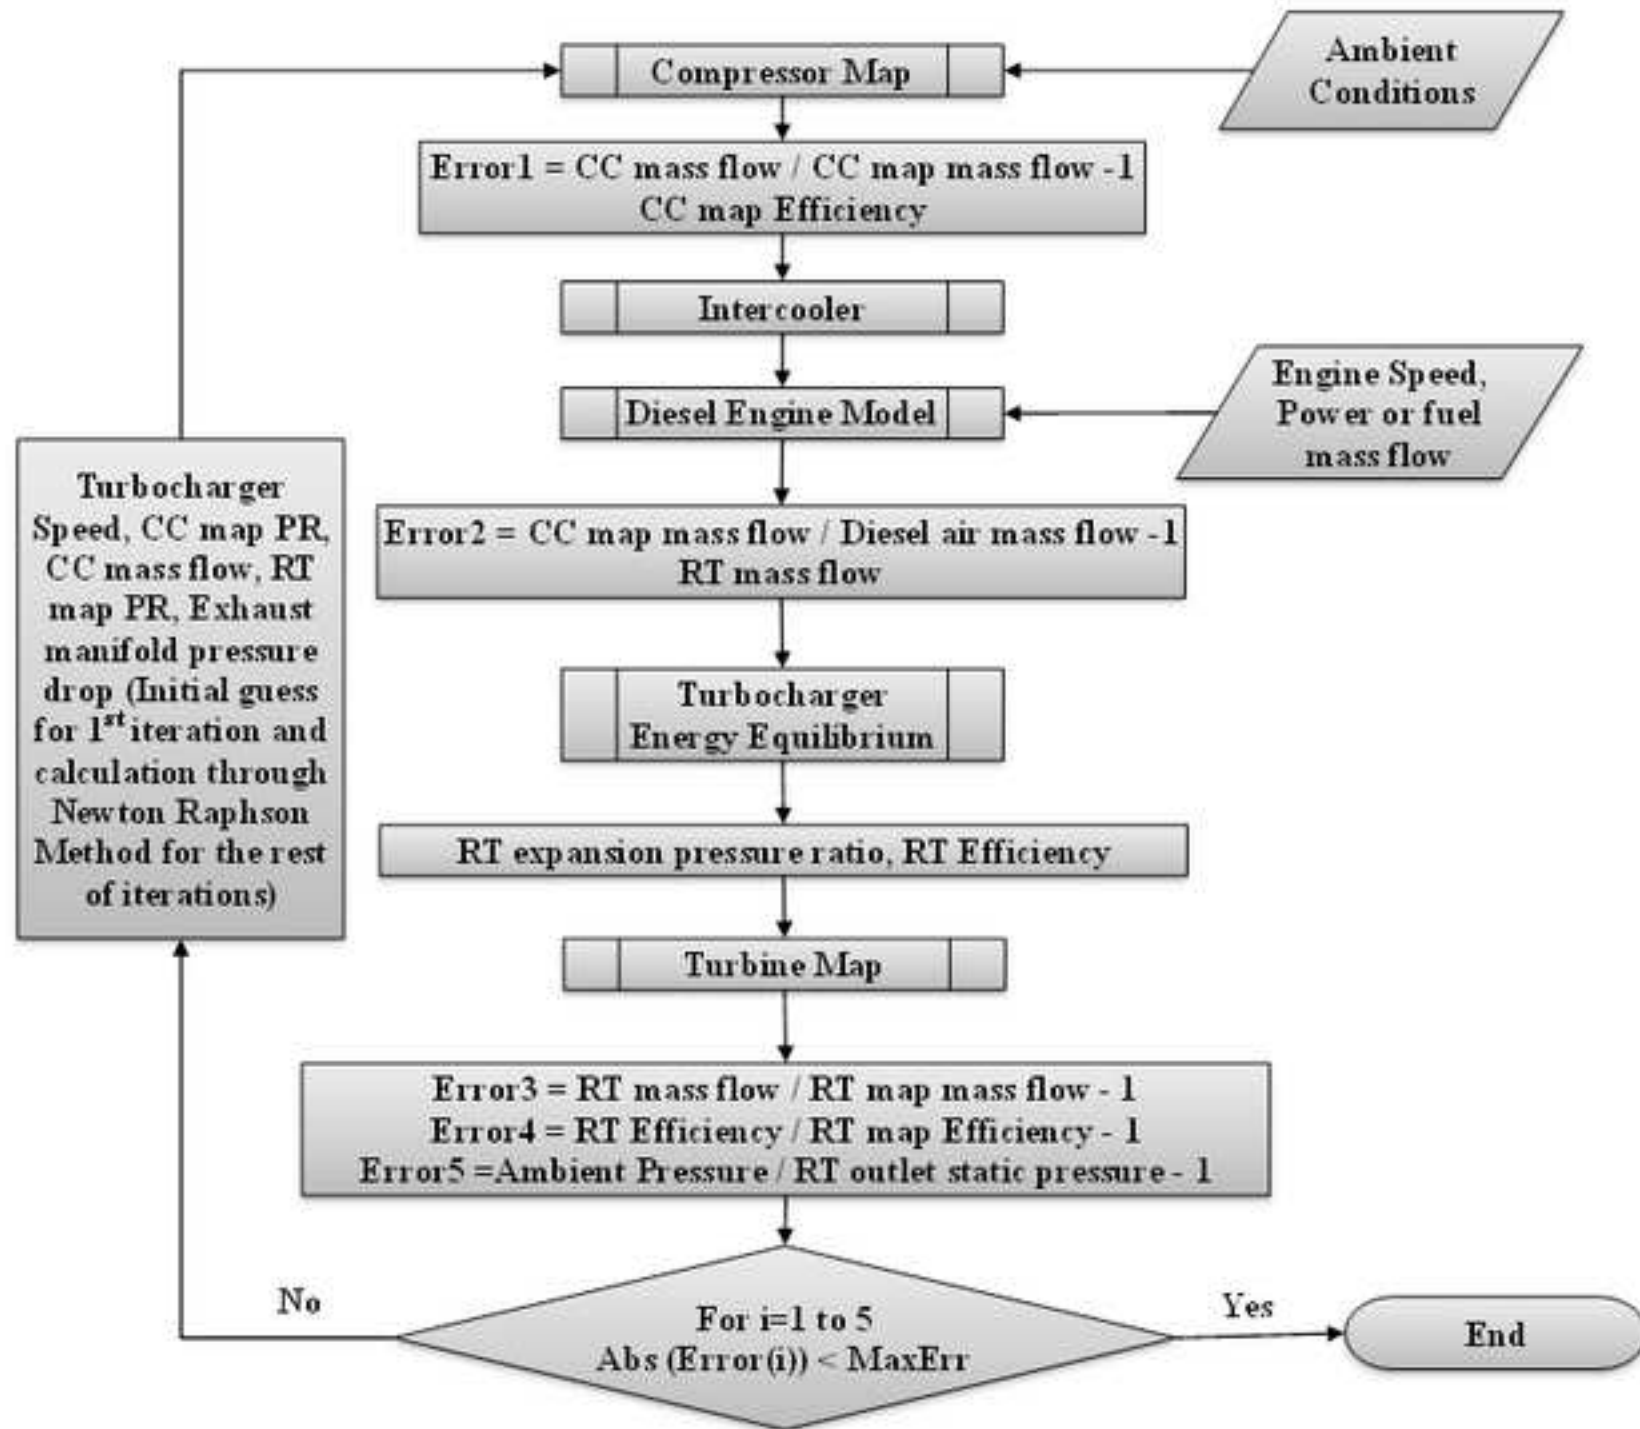 Compressor Map
Ambient
Conditions
Error1 = CC mass flow / CC map mass flow -1
CC map Efficiency
Intercooler
Diesel Engine Model
Engine Speed,
Power or fuel
mass flow
Error2 = CC map mass flow / Diesel air mass flow -1
RT mass flow
Turbocharger
Speed, CC map PR,
CC mass flow, RT
map PR, Exhaust
manifold pressure
drop (Initial guess
for 1st iteration and
calculation through
Newton Raphson
Method for the rest
of iterations)
Turbocharger
Energy Equilibrium
RT expansion pressure ratio, RT Efficiency
Turbine Map
Error3 = RT mass flow / RT map mass flow - 1
Error4 = RT Efficiency / RT map Efficiency - 1
Error5 =Ambient Pressure / RT outlet static pressure - 1
No
For i=1 to 5
Abs (Error(i)) < MaxErr
Yes
End